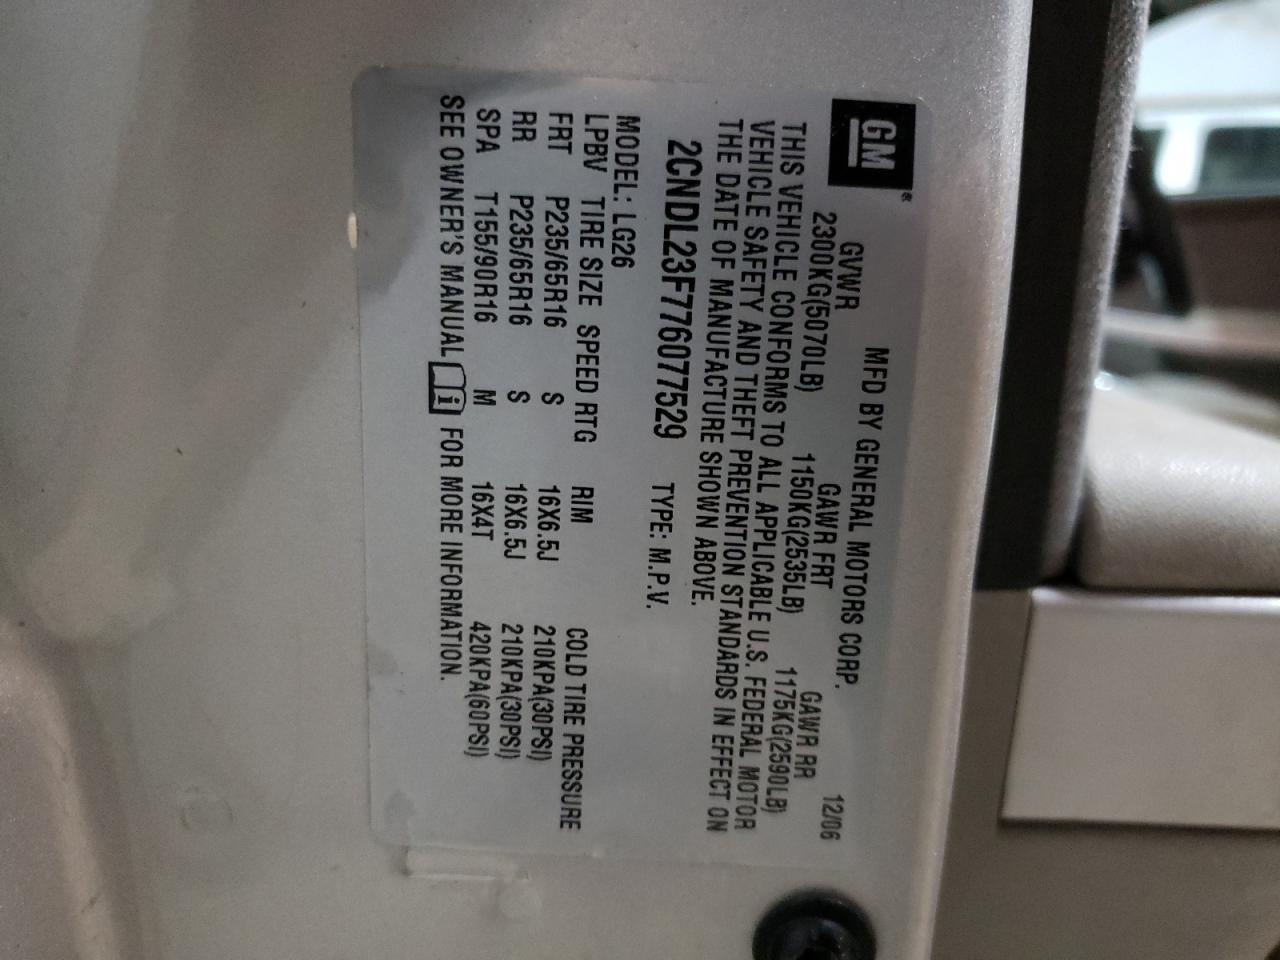 GM®
MFD BY GENERAL MOTORS CORP. 12/06
GVWR GAWR FRT GAWR RR
2300KG(5070LB) 1150KG(2535LB) 1175KG(2590LB)
THIS VEHICLE CONFORMS TO ALL APPLICABLE U.S. FEDERAL MOTOR
VEHICLE SAFETY AND THEFT PREVENTION STANDARDS IN EFFECT ON
THE DATE OF MANUFACTURE SHOWN ABOVE.
2CNDL23F776077529 TYPE: M.P.V.
MODEL: LG26
LPBV TIRE SIZE SPEED RTG RIM COLD TIRE PRESSURE
FRT P235/65R16 S 16X6.5J 210KPA(30PSI)
RR P235/65R16 S 16X6.5J 210KPA(30PSI)
SPA T155/90R16 M 16X4T 420KPA(60PSI)
SEE OWNER'S MANUAL i FOR MORE INFORMATION.